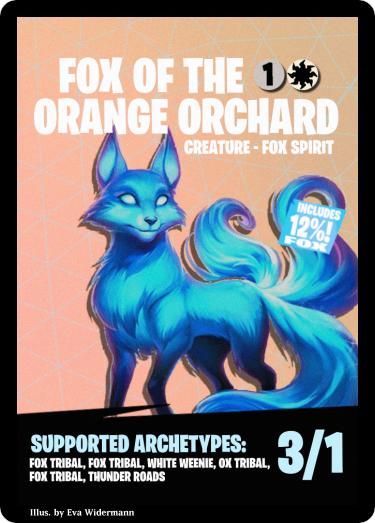 FOX OF THE 1
ORANGE ORCHARD
CREATURE - FOX SPIRIT
INCLUDES
12%!
FOX
SUPPORTED ARCHETYPES:
FOX TRIBAL, FOX TRIBAL, WHITE WEENIE, OX TRIBAL,
FOX TRIBAL, THUNDER ROADS
3/1
Illus. by Eva Widermann